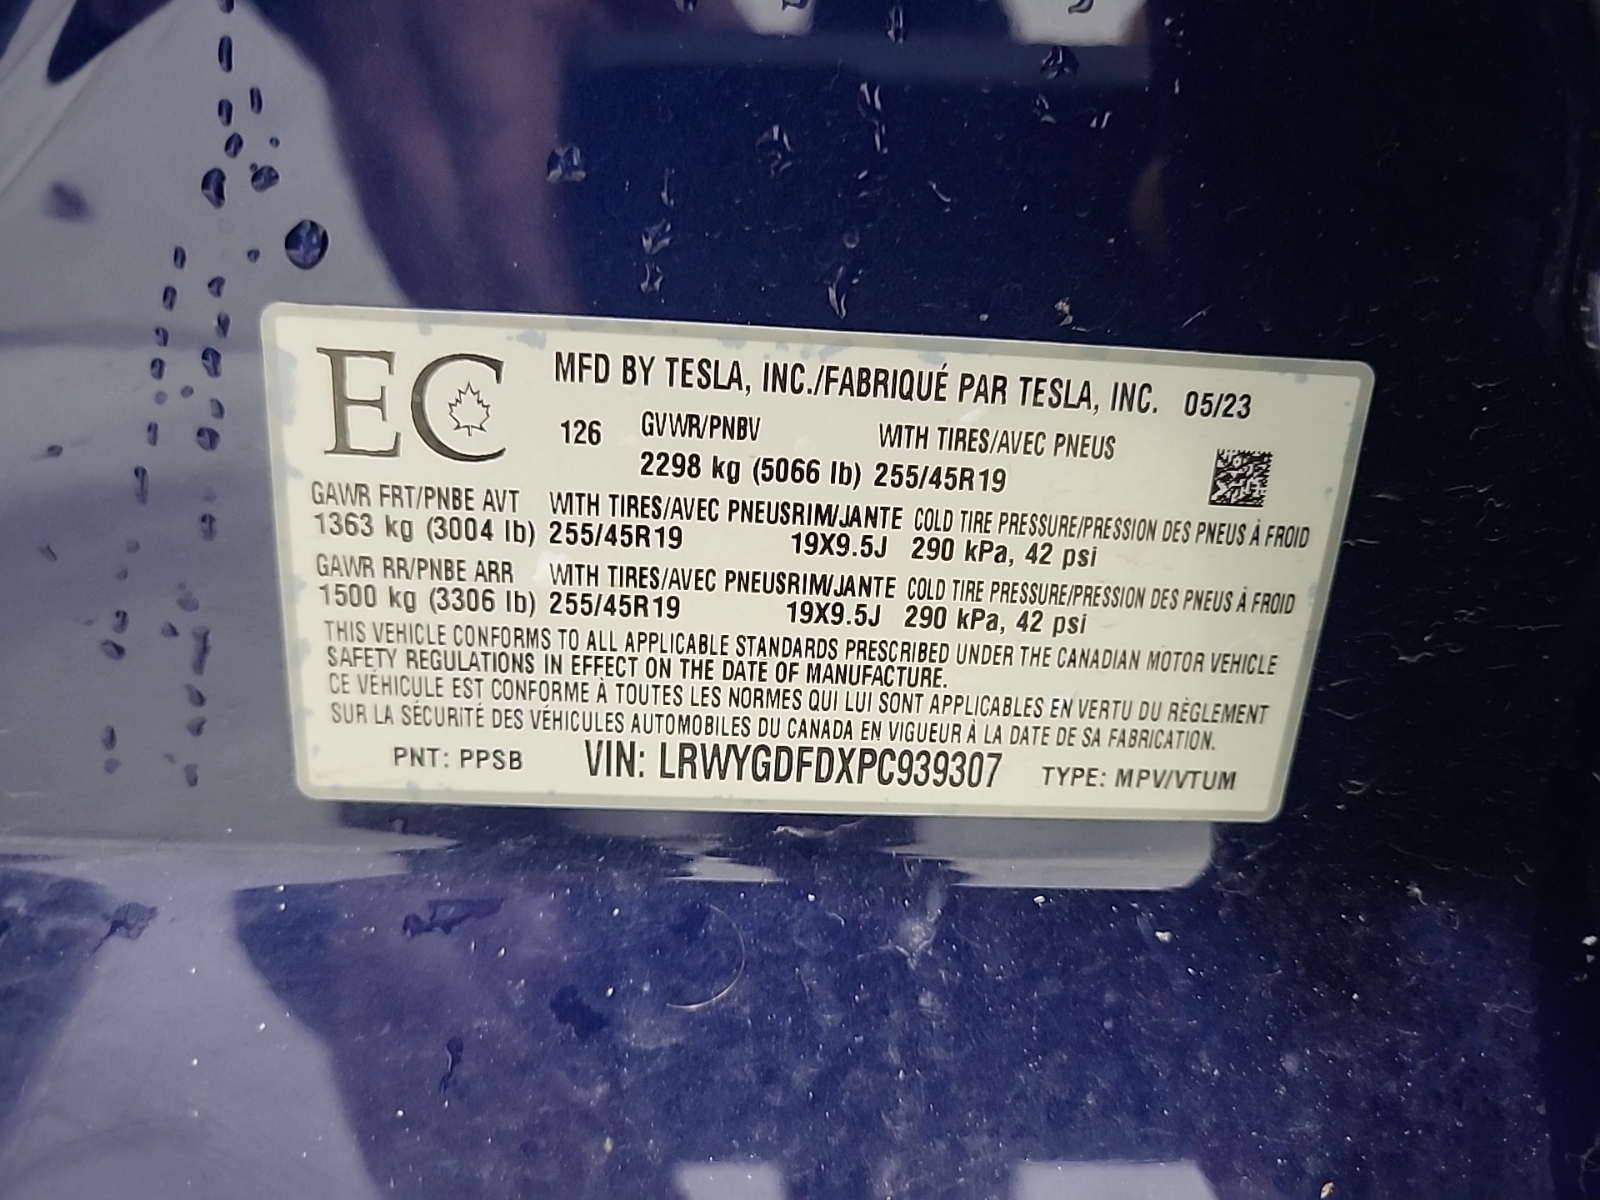 EC MFD BY TESLA, INC./FABRIQUÉ PAR TESLA, INC. 05/23
126 GVWR/PNBV WITH TIRES/AVEC PNEUS
2298 kg (5066 lb) 255/45R19
GAWR FRT/PNBE AVT WITH TIRES/AVEC PNEUSRIM/JANTE COLD TIRE PRESSURE/PRESSION DES PNEUS À FROID
1363 kg (3004 lb) 255/45R19 19X9.5J 290 kPa, 42 psi
GAWR RR/PNBE ARR WITH TIRES/AVEC PNEUSRIM/JANTE COLD TIRE PRESSURE/PRESSION DES PNEUS À FROID
1500 kg (3306 lb) 255/45R19 19X9.5J 290 kPa, 42 psi
THIS VEHICLE CONFORMS TO ALL APPLICABLE STANDARDS PRESCRIBED UNDER THE CANADIAN MOTOR VEHICLE
SAFETY REGULATIONS IN EFFECT ON THE DATE OF MANUFACTURE.
CE VÉHICULE EST CONFORME À TOUTES LES NORMES QUI LUI SONT APPLICABLES EN VERTU DU RÈGLEMENT
SUR LA SÉCURITÉ DES VÉHICULES AUTOMOBILES DU CANADA EN VIGUEUR À LA DATE DE SA FABRICATION.
PNT: PPSB VIN: LRWYGDFDXPC939307 TYPE: MPV/VTUM